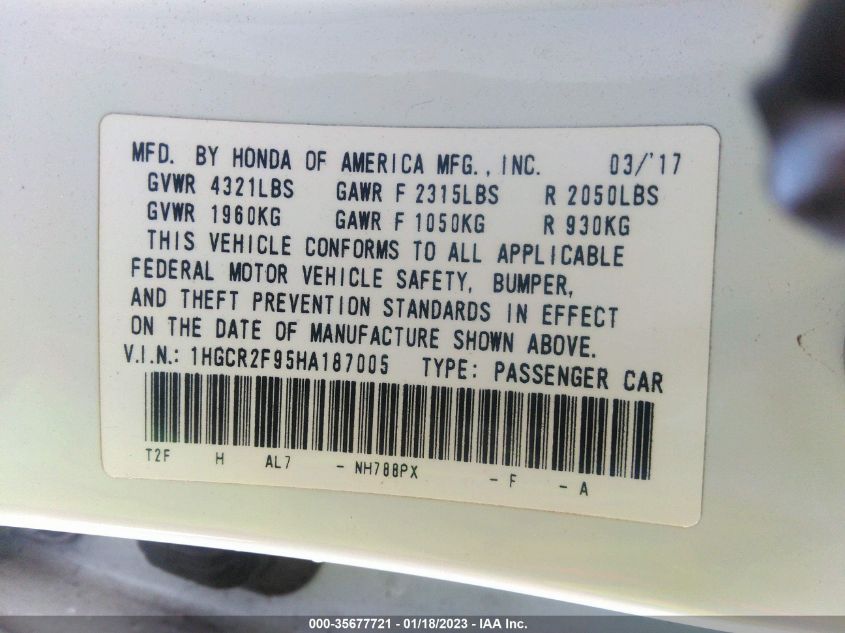 MFD. BY HONDA OF AMERICA MFG., INC. 03/'17
GVWR 4321LBS GAWR F 2315LBS R 2050LBS
GVWR 1960KG GAWR F 1050KG R 930KG
THIS VEHICLE CONFORMS TO ALL APPLICABLE
FEDERAL MOTOR VEHICLE SAFETY, BUMPER,
AND THEFT PREVENTION STANDARDS IN EFFECT
ON THE DATE OF MANUFACTURE SHOWN ABOVE.
V.I.N.: 1HGCR2F95HA187005 TYPE: PASSENGER CAR
T2F H AL7 - NH788PX - F - A
000-35677721 - 01/18/2023 - IAA Inc.